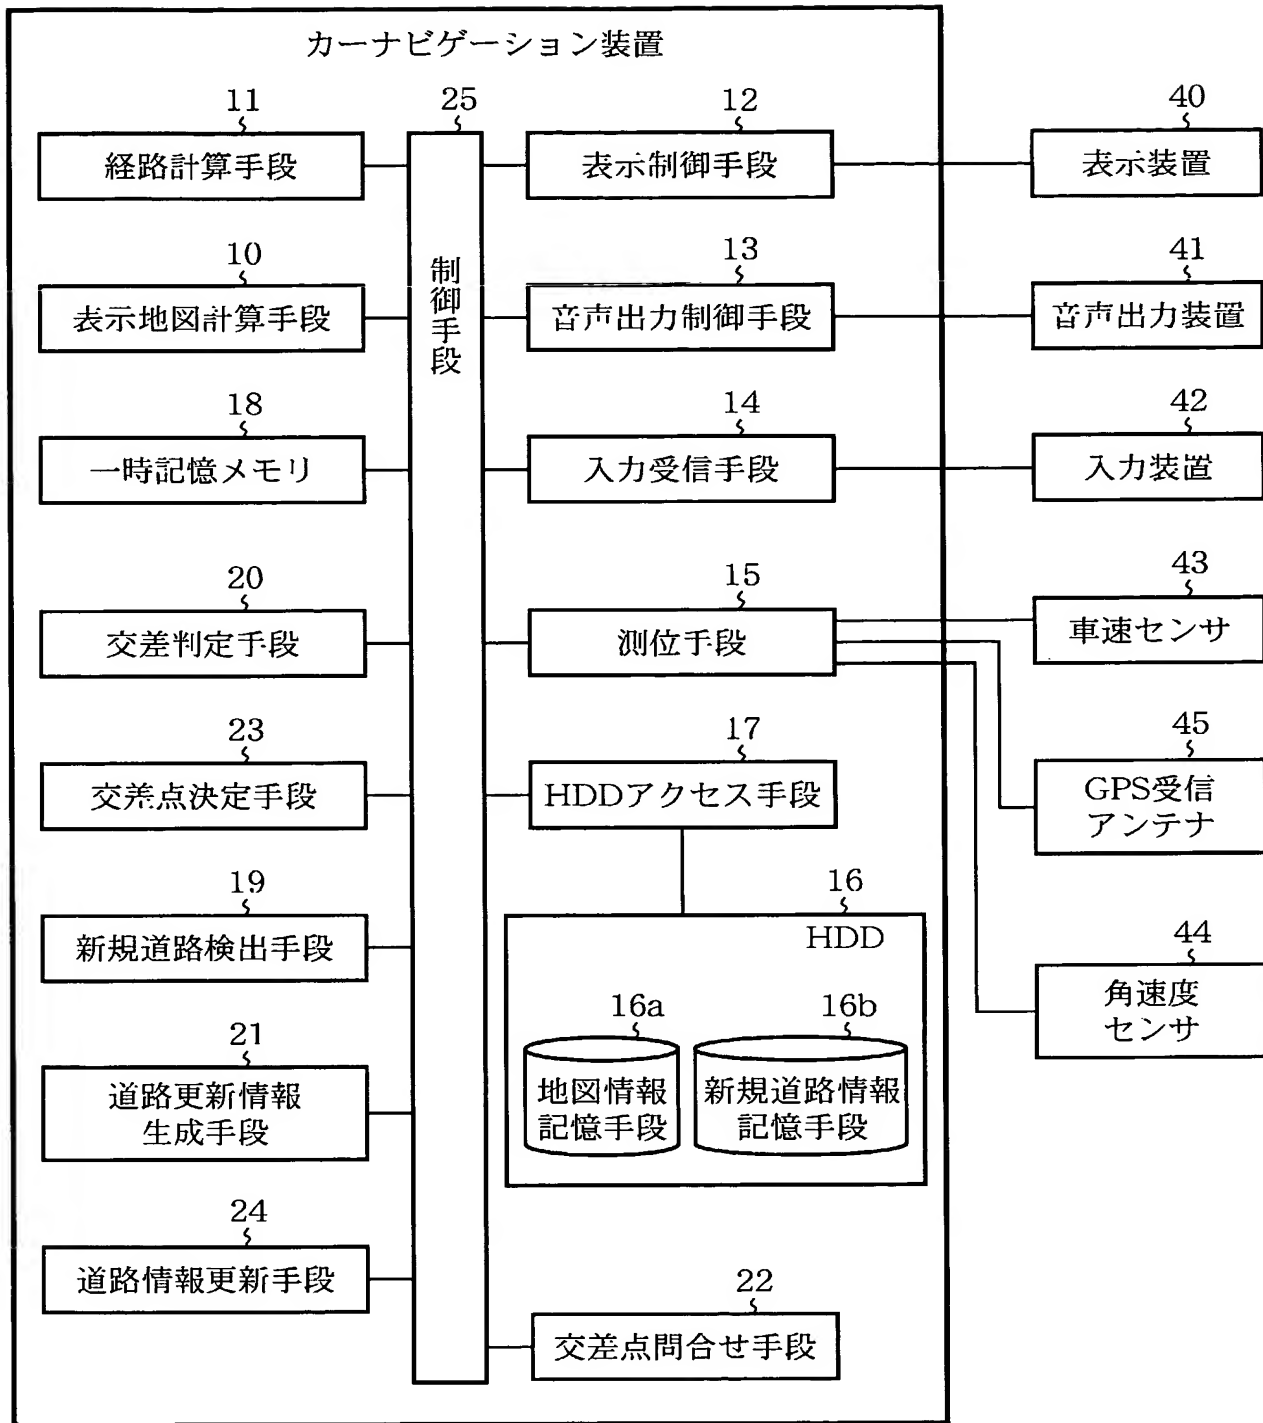 カーナビゲーション装置
11
25
12
40
経路計算手段
表示制御手段
表示装置
10
13
41
表示地図計算手段
制御手段
音声出力制御手段
音声出力装置
18
14
42
一時記憶メモリ
入力受信手段
入力装置
20
15
43
交差判定手段
測位手段
車速センサ
23
17
45
交差点決定手段
HDDアクセス手段
GPS受信
アンテナ
19
16
44
新規道路検出手段
HDD
角速度
センサ
21
16a
16b
道路更新情報
生成手段
地図情報
記憶手段
新規道路情報
記憶手段
24
道路情報更新手段
22
交差点問合せ手段